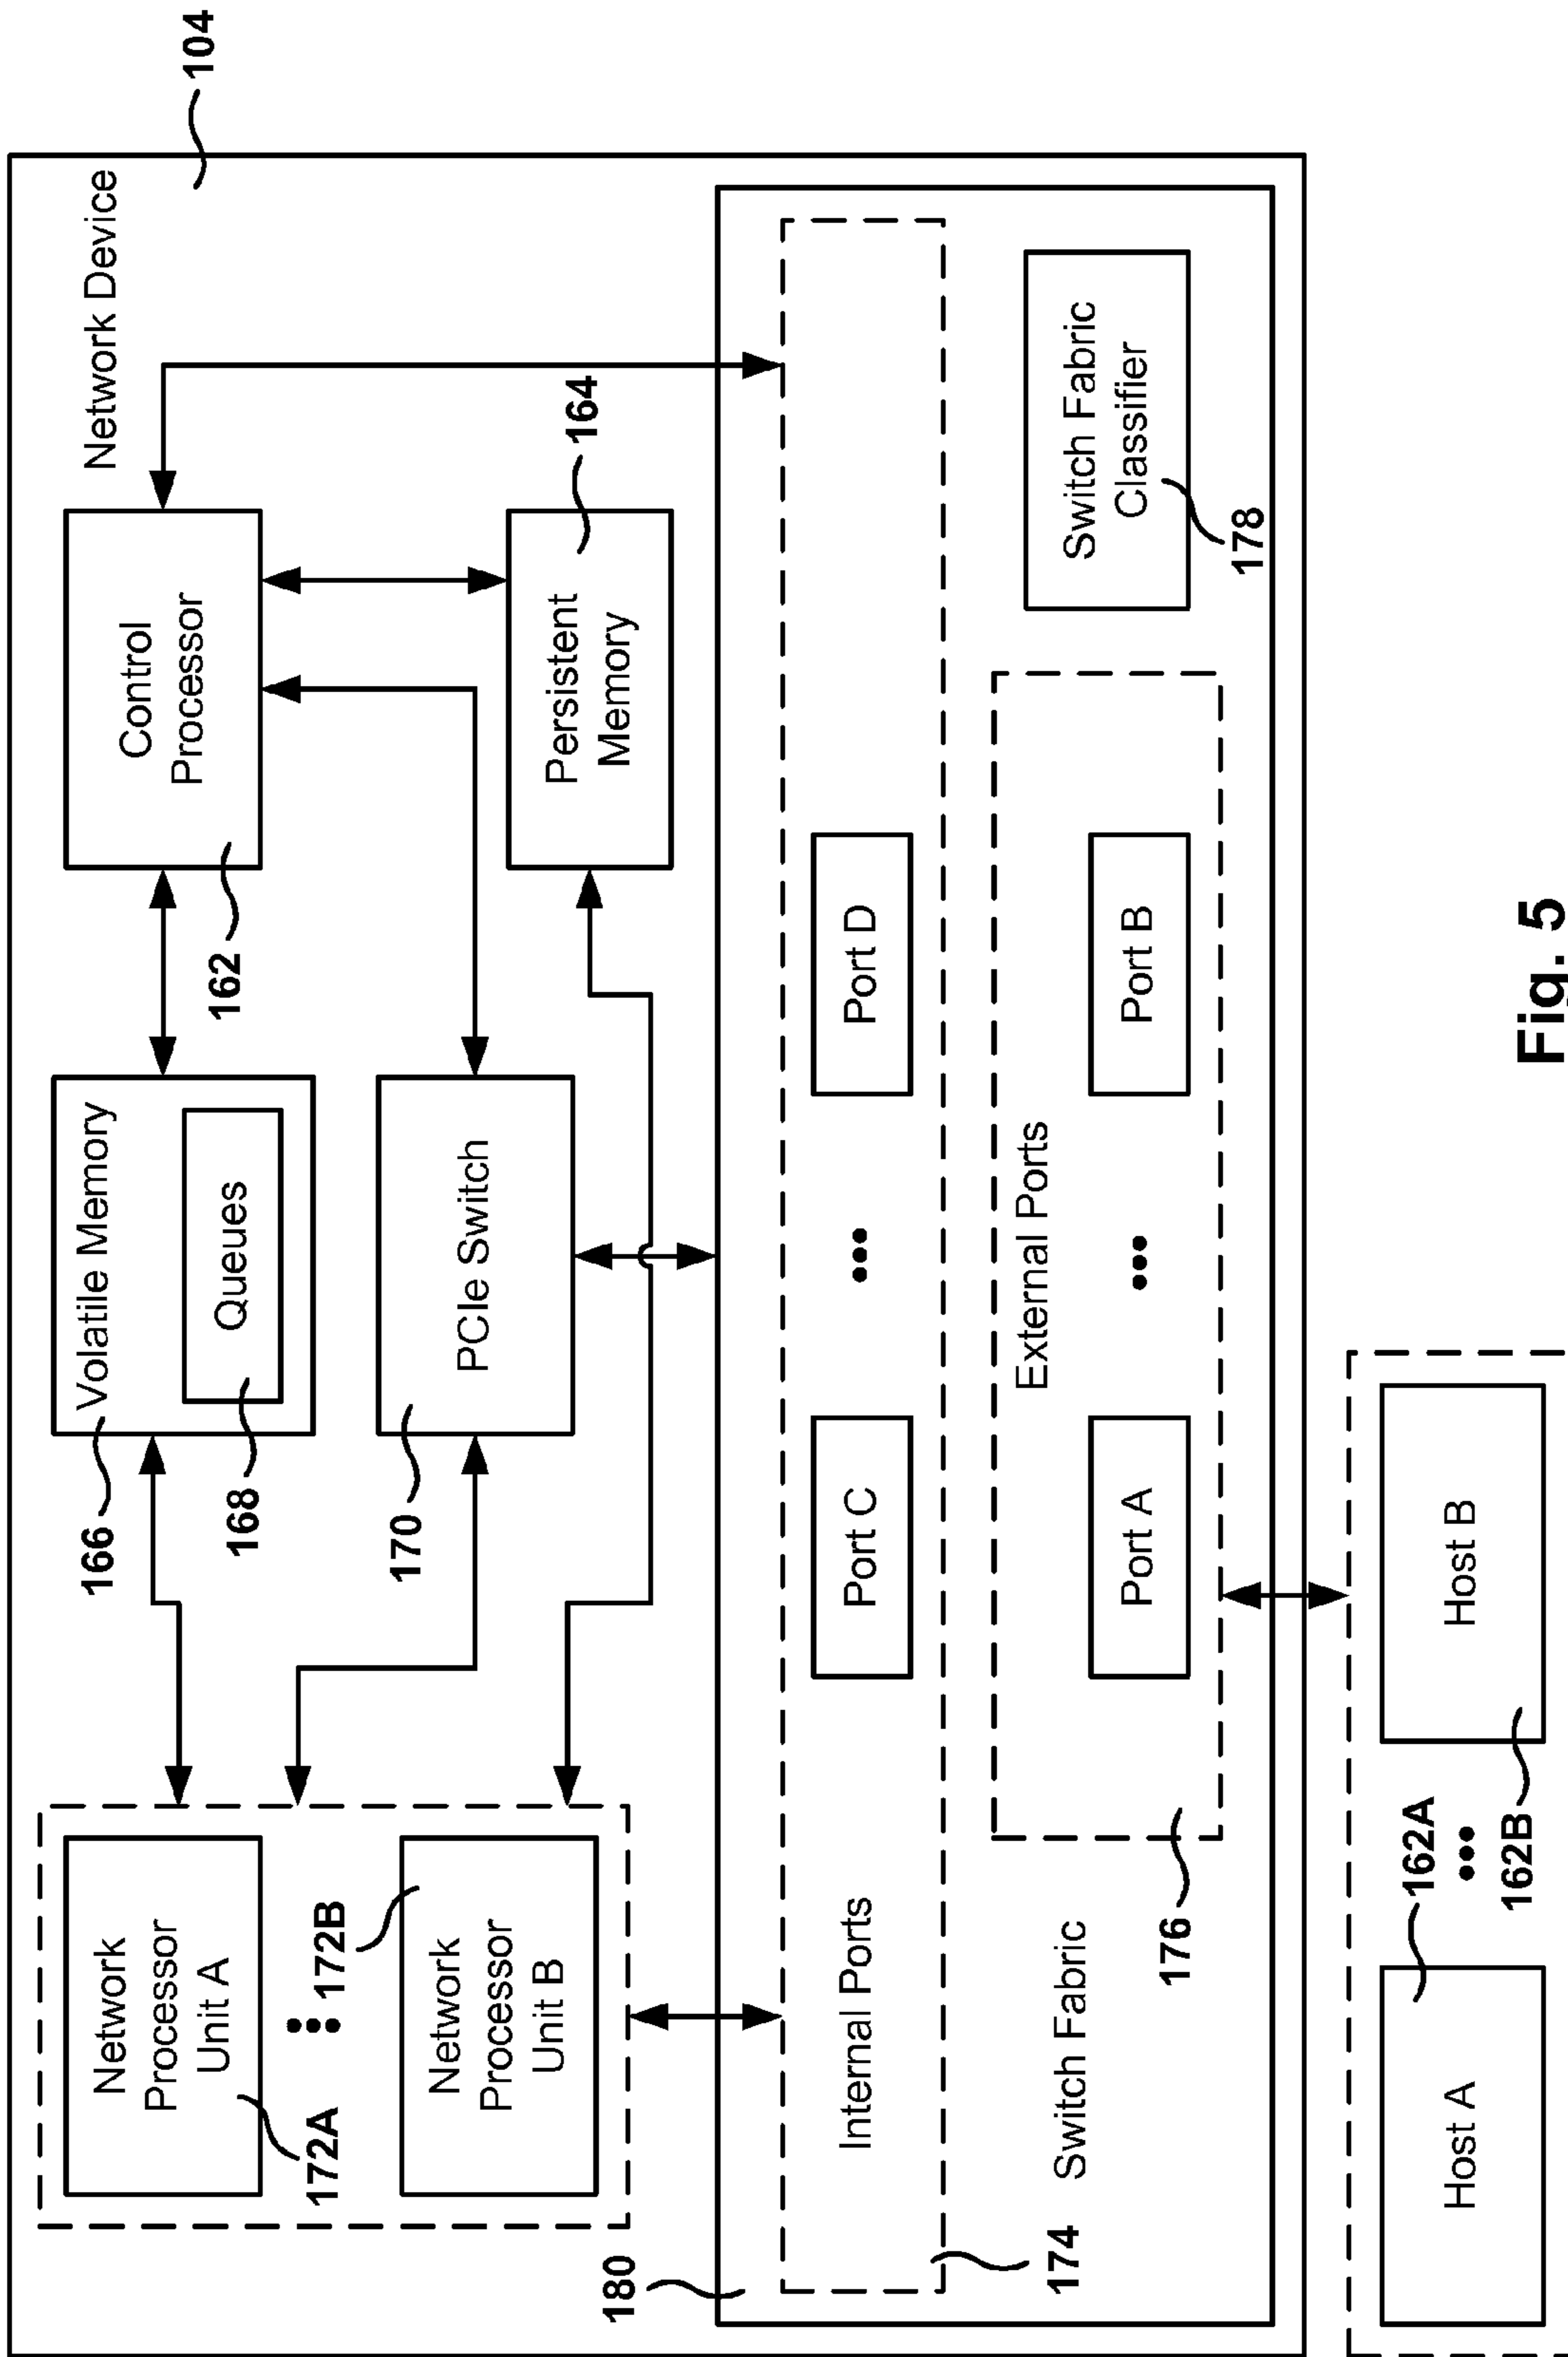 Network Device
104
Network
Processor
Unit A
172A
172B
Network
Processor
Unit B
Volatile Memory
Queues
166
168
Control
Processor
162
PCIe Switch
170
Persistent
Memory
164
180
Internal Ports
Port C
•••
Port D
174
Switch Fabric
External Ports
Port A
•••
Port B
176
Switch Fabric
Classifier
178
Host A
162A
•••
162B
Host B
Fig. 5